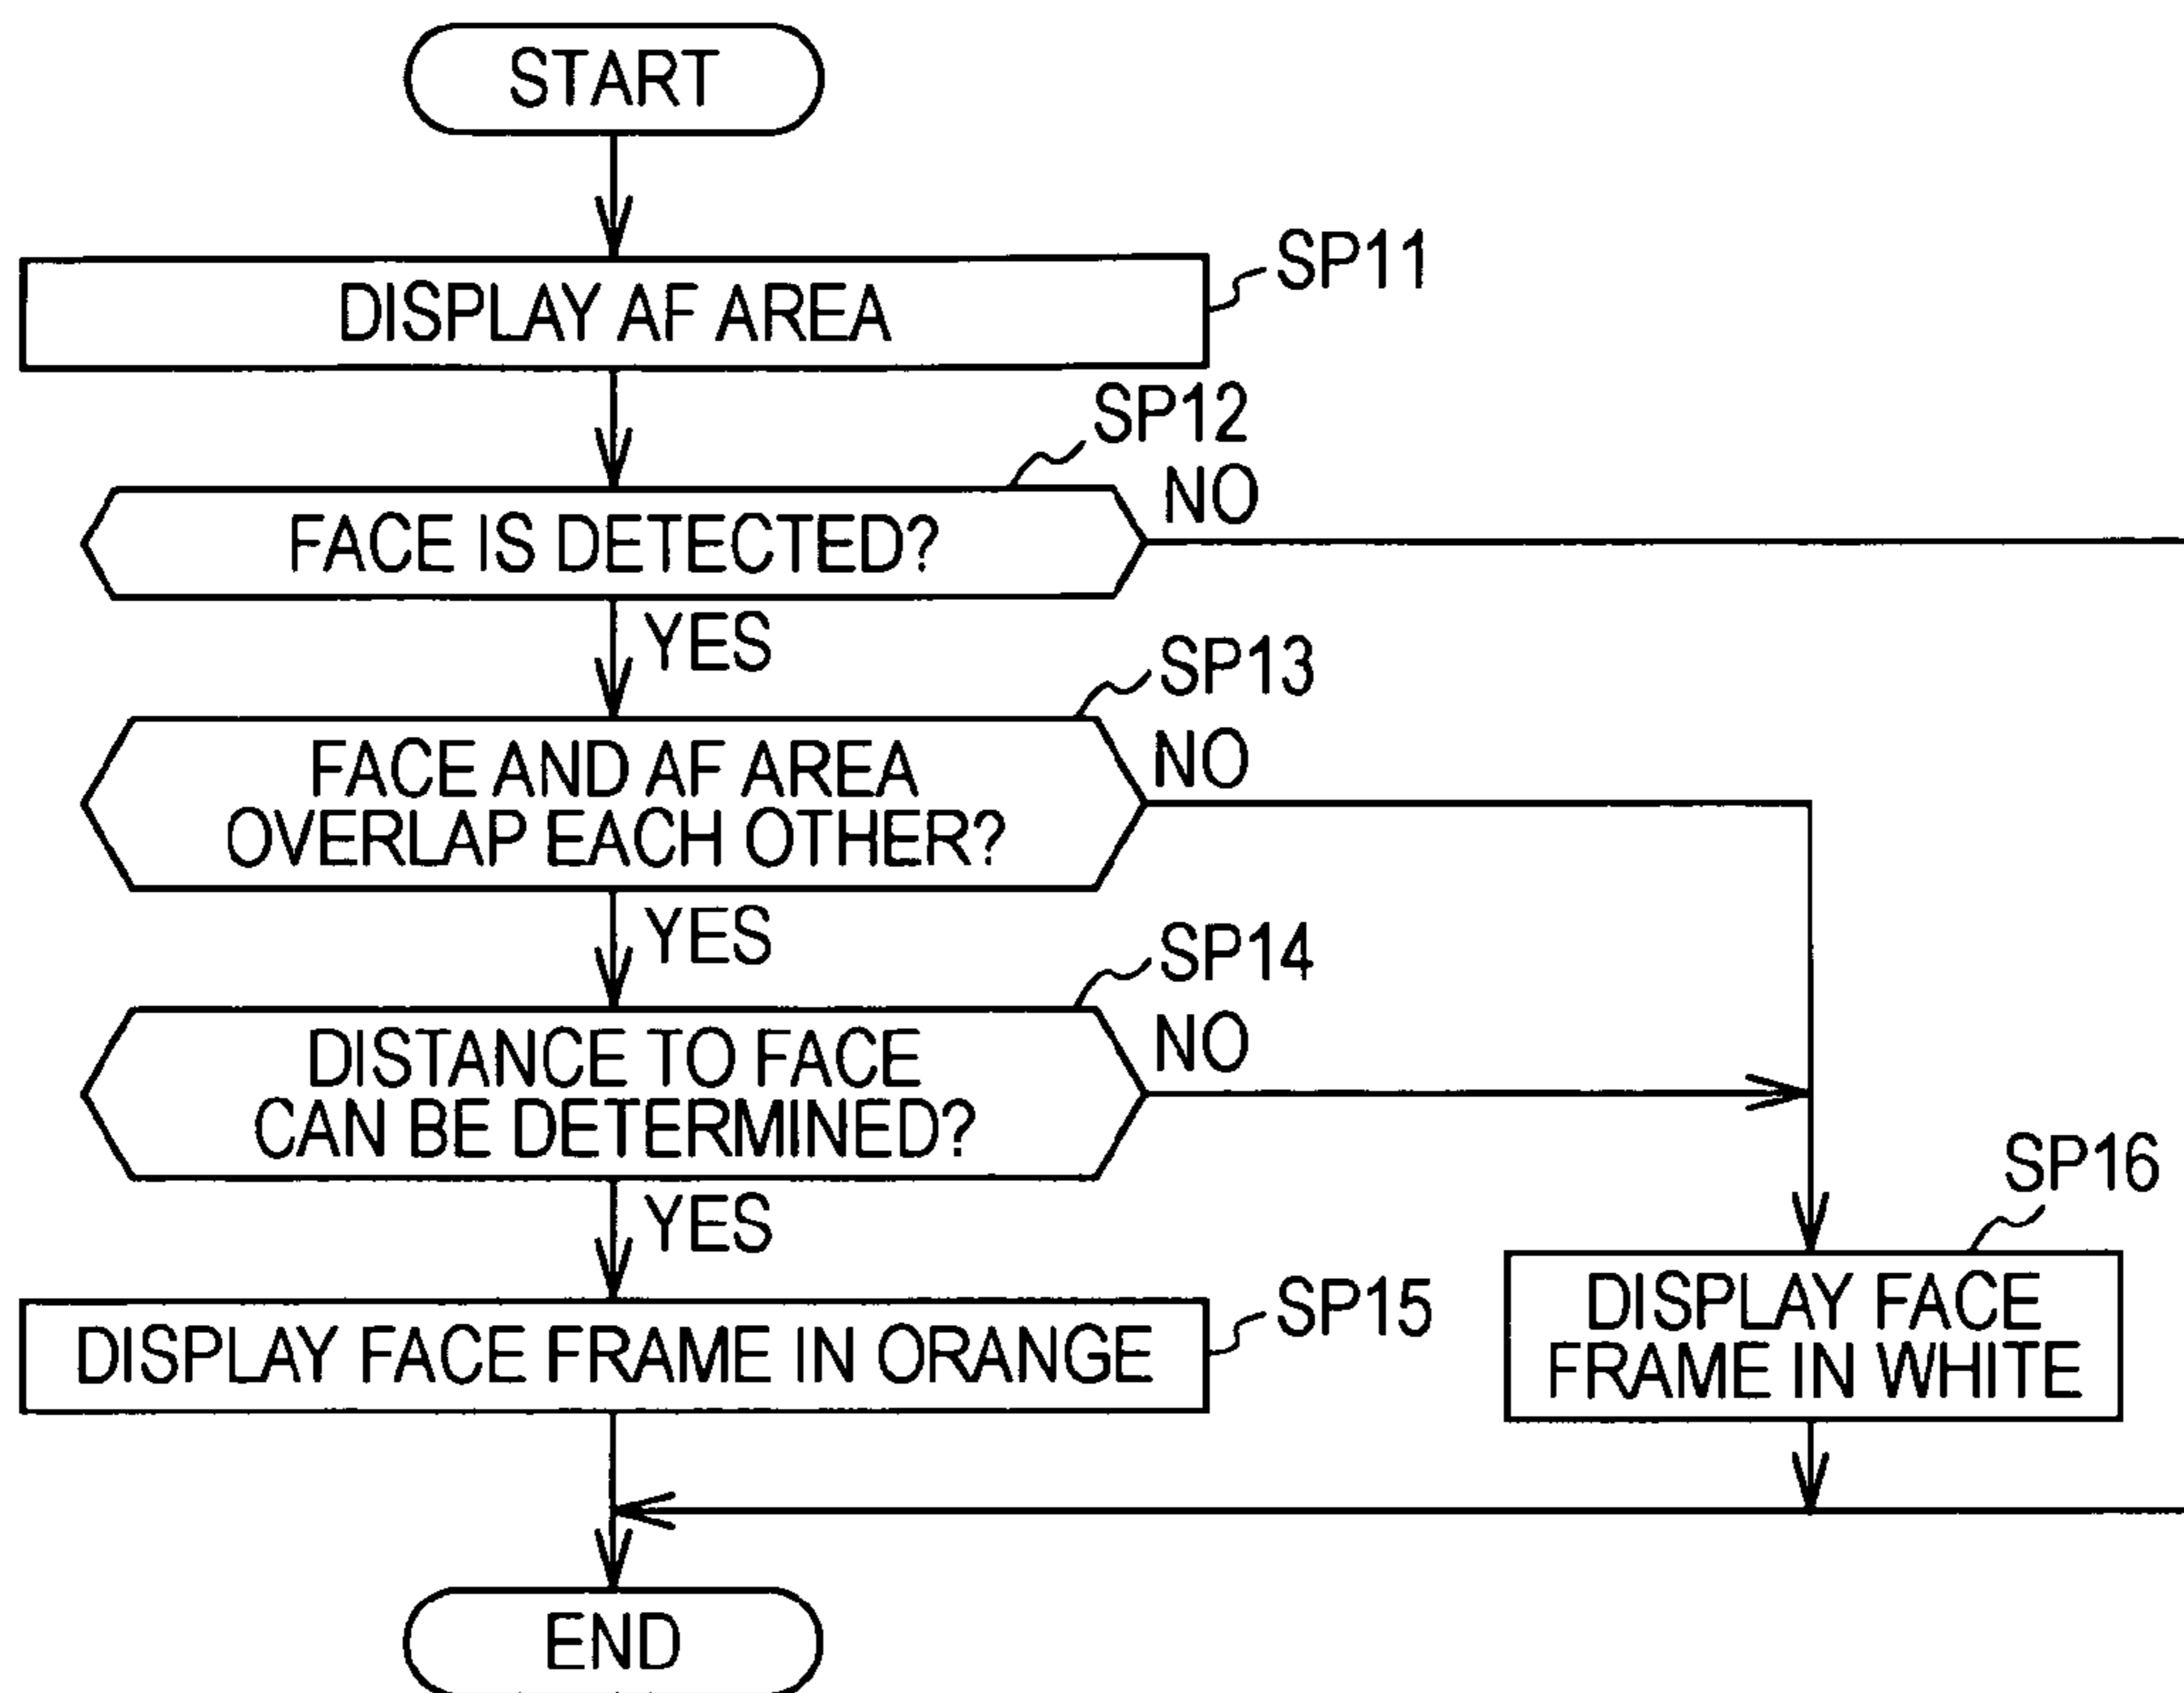 START
DISPLAY AF AREA
SP11
SP12
FACE IS DETECTED?
NO
YES
SP13
FACE AND AF AREA
OVERLAP EACH OTHER?
NO
YES
SP14
DISTANCE TO FACE
CAN BE DETERMINED?
NO
YES
SP16
DISPLAY FACE FRAME IN ORANGE
SP15
DISPLAY FACE
FRAME IN WHITE
END